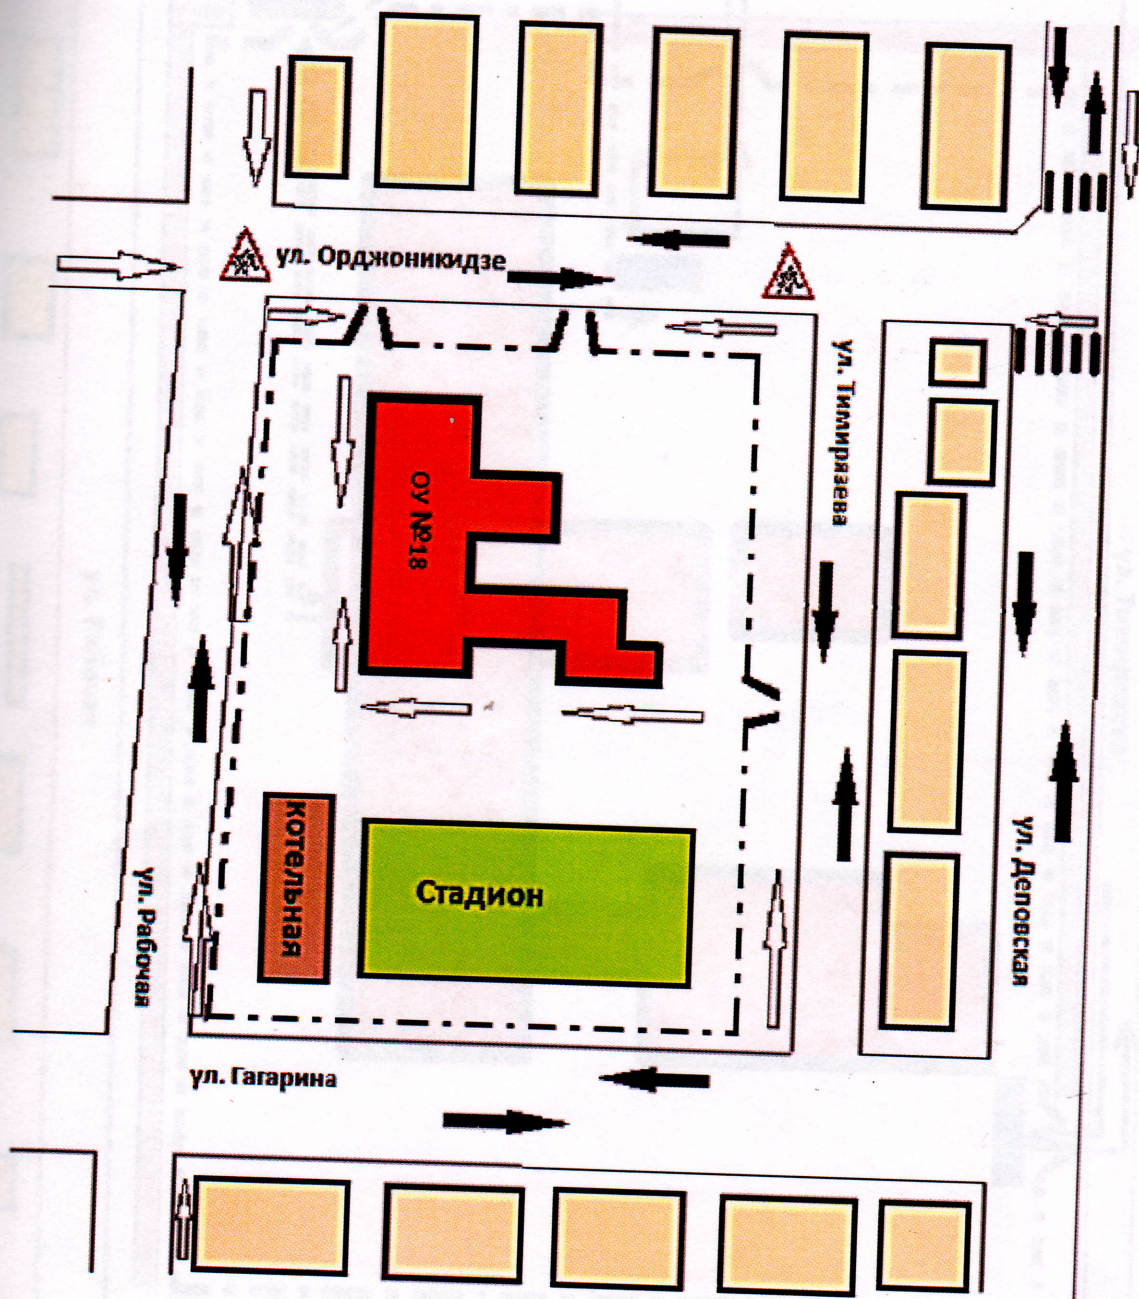 ул. Орджоникидзе
ул. Тимирязева
ОУ №18
котельная
Стадион
ул. Рабочая
ул. Деповская
ул. Гагарина